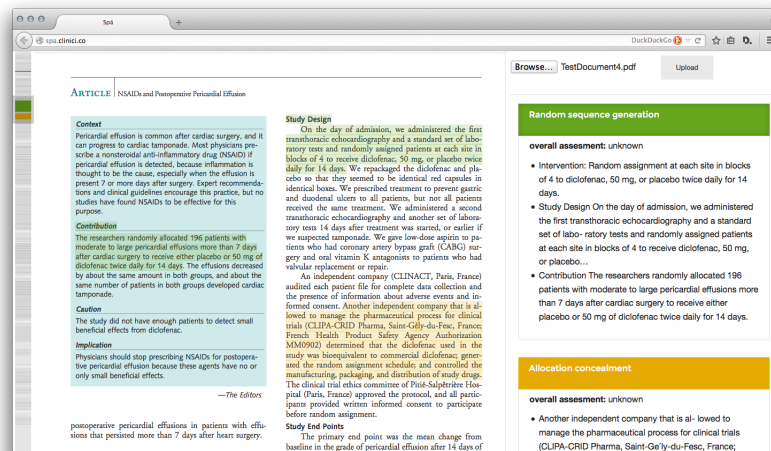 Spá
spa.clinici.co
DuckDuckGo
Browse... TestDocument4.pdf
Upload
ARTICLE NSAIDs and Postoperative Pericardial Effusion
Context
Pericardial effusion is common after cardiac surgery, and it
can progress to cardiac tamponade. Most physicians pre-
scribe a nonsteroidal anti-inflammatory drug (NSAID) if
pericardial effusion is detected, because inflammation is
thought to be the cause, especially when the effusion is
present 7 or more days after surgery. Expert recommenda-
tions and clinical guidelines encourage this practice, but no
studies have found NSAIDs to be effective for this
purpose.
Contribution
The researchers randomly allocated 196 patients with
moderate to large pericardial effusions more than 7 days
after cardiac surgery to receive either placebo or 50 mg of
diclofenac twice daily for 14 days. The effusions decreased
by about the same amount in both groups, and about the
same number of patients in both groups developed cardiac
tamponade.
Caution
The study did not have enough patients to detect small
beneficial effects from diclofenac.
Implication
Physicians should stop prescribing NSAIDs for postopera-
tive pericardial effusion because these agents have no or
only small beneficial effects.
—The Editors
postoperative pericardial effusions in patients with effu-
sions that persisted more than 7 days after heart surgery.
Study Design
On the day of admission, we administered the first
transthoracic echocardiography and a standard set of labo-
ratory tests and randomly assigned patients at each site in
blocks of 4 to receive diclofenac, 50 mg, or placebo twice
daily for 14 days. We repackaged the diclofenac and pla-
cebo so that they seemed to be identical red capsules in
identical boxes. We prescribed treatment to prevent gastric
and duodenal ulcers to all patients, but not all patients
received the same treatment. We administered a second
transthoracic echocardiography and another set of labora-
tory tests 14 days after treatment was started, or earlier if
we suspected tamponade. We gave low-dose aspirin to pa-
tients who had coronary artery bypass graft (CABG) sur-
gery and oral vitamin K antagonists to patients who had
valvular replacement or repair.
An independent company (CLINACT, Paris, France)
audited each patient file for complete data collection and
the presence of information about adverse events and in-
formed consent. Another independent company that is al-
lowed to manage the pharmaceutical process for clinical
trials (CLIPA-CRID Pharma, Saint-Gély-du-Fesc, France;
French Health Product Safety Agency Authorization
MM0902) determined that the diclofenac used in the
study was bioequivalent to commercial diclofenac; gener-
ated the random assignment schedule; and controlled the
manufacturing, packaging, and distribution of study drugs.
The clinical trial ethics committee of Pitié-Salpêtrière Hos-
pital (Paris, France) approved the protocol, and all partic-
ipants provided written informed consent to participate
before random assignment.
Study End Points
The primary end point was the mean change from
baseline in the grade of pericardial effusion after 14 days of
Random sequence generation
overall assesment: unknown
• Intervention: Random assignment at each site in blocks
of 4 to diclofenac, 50 mg, or placebo twice daily for 14
days.
• Study Design On the day of admission, we administered
the first transthoracic echocardiography and a standard
set of labo- ratory tests and randomly assigned patients
at each site in blocks of 4 to receive diclofenac, 50 mg,
or placebo...
• Contribution The researchers randomly allocated 196
patients with moderate to large pericardial effusions more
than 7 days after cardiac surgery to receive either
placebo or 50 mg of diclofenac twice daily for 14 days.
Allocation concealment
overall assesment: unknown
• Another independent company that is al- lowed to
manage the pharmaceutical process for clinical trials
(CLIPA-CRID Pharma, Saint-Ge´ly-du-Fesc, France;